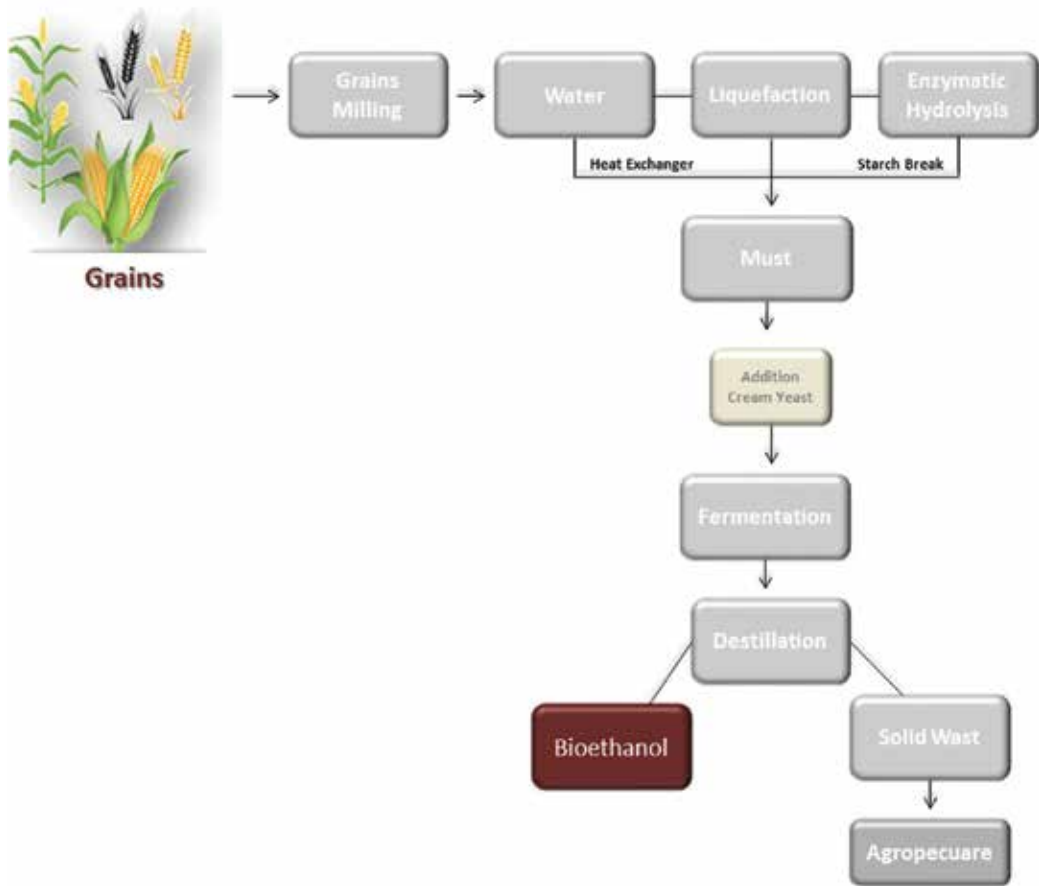 Grains
Grains
Milling
Water
Liquefaction
Enzymatic
Hydrolysis
Heat Exchanger
Starch Break
Must
Addition
Cream Yeast
Fermentation
Destillation
Bioethanol
Solid Wast
Agropecuare